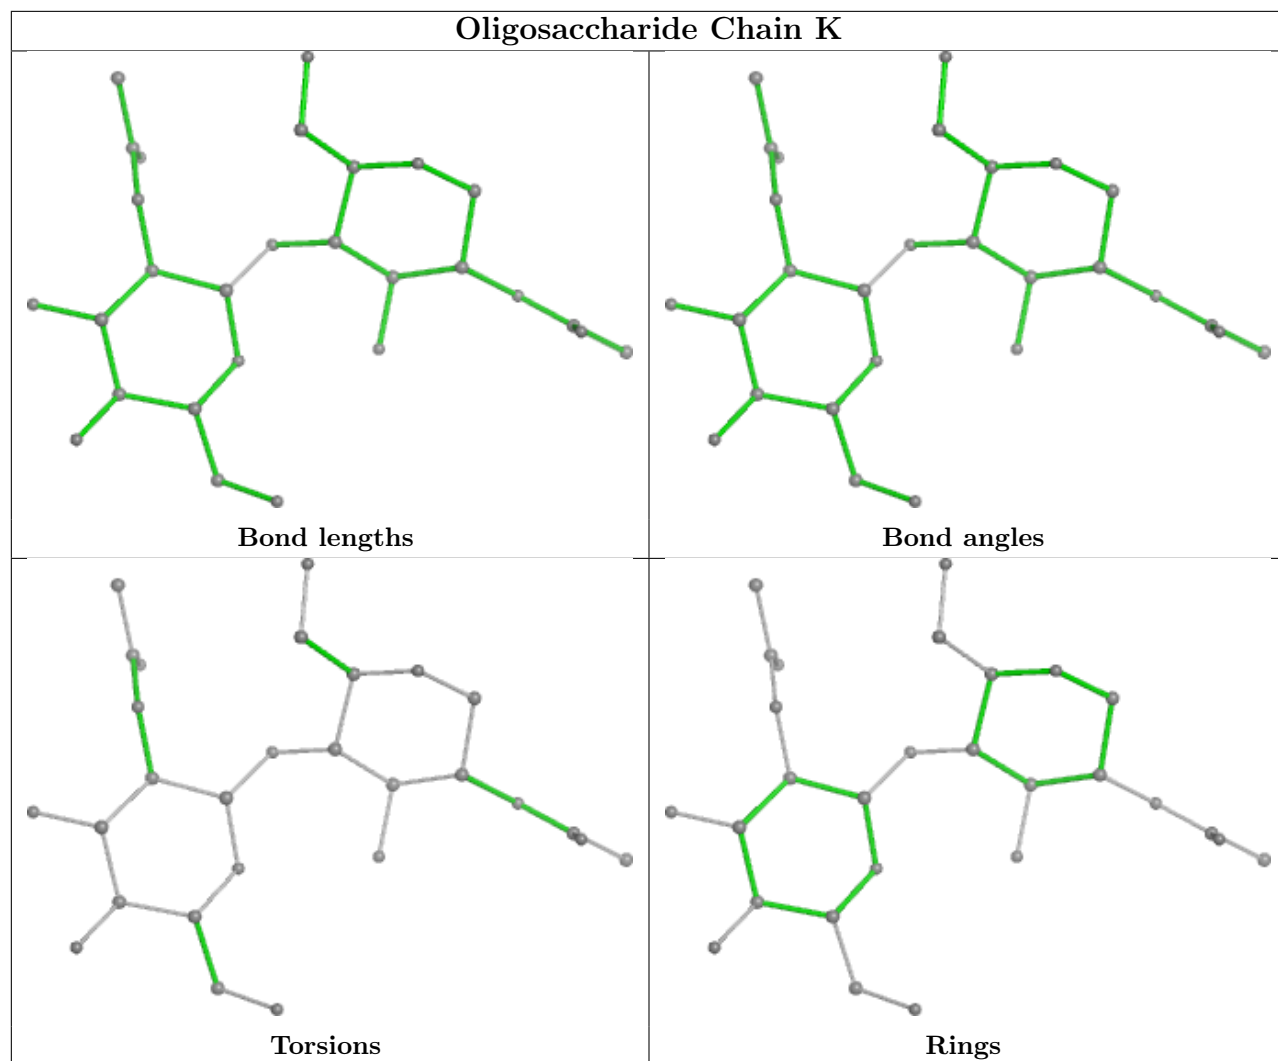 Oligosaccharide Chain K
Bond lengths
Bond angles
Torsions
Rings